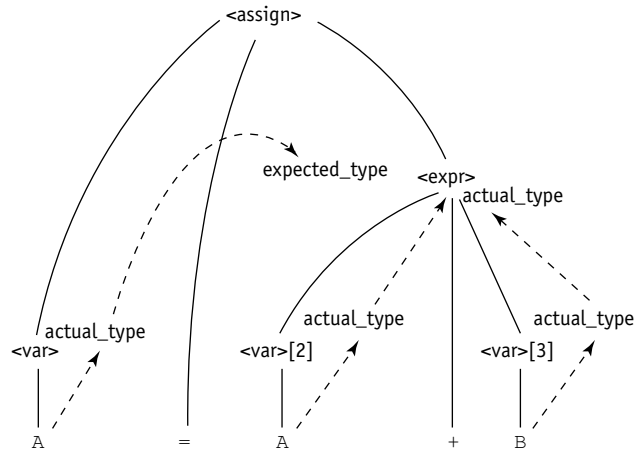 <assign>
expected_type
<expr>
actual_type
actual_type
<var>
actual_type
<var>[2]
actual_type
<var>[3]
A = A + B